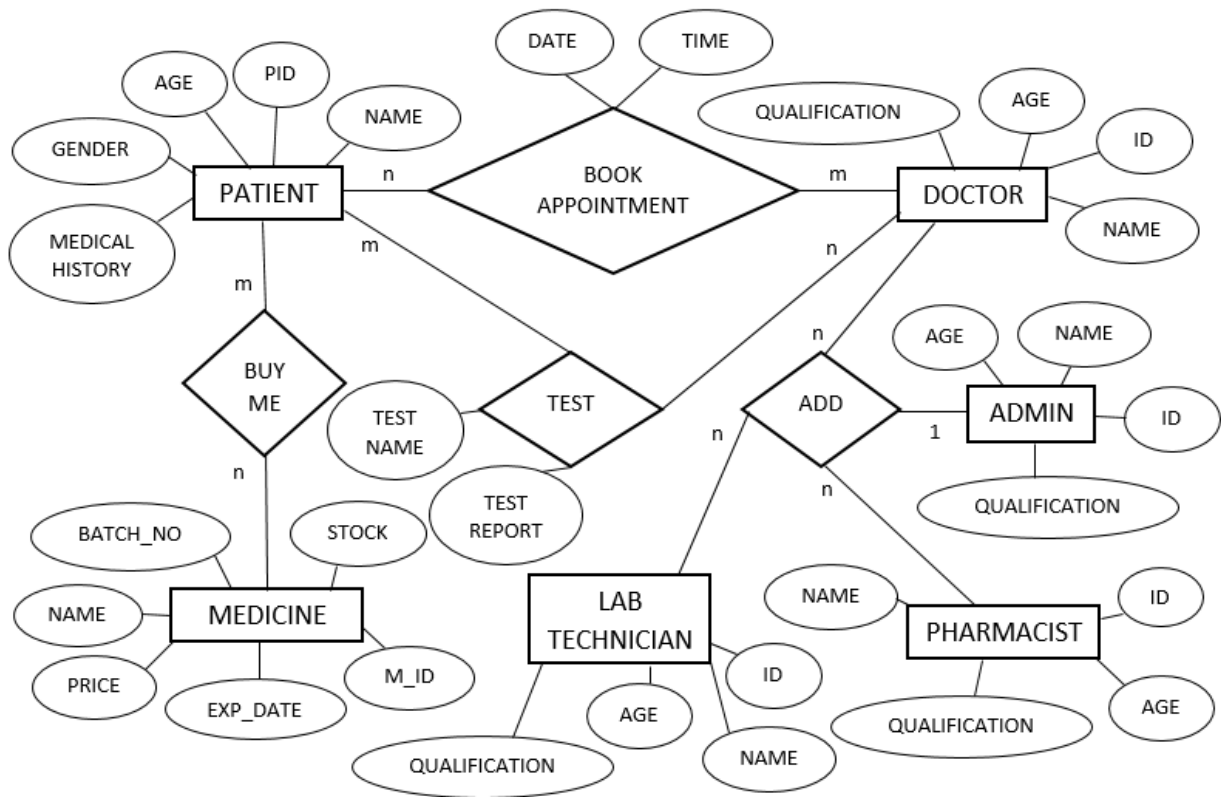 DATE
TIME
AGE
PID
NAME
QUALIFICATION
AGE
ID
GENDER
PATIENT
n
BOOK
APPOINTMENT
m
DOCTOR
NAME
MEDICAL
HISTORY
m
n
m
n
AGE
NAME
BUY
ME
TEST
NAME
TEST
ADD
ADMIN
ID
1
n
n
n
TEST
REPORT
QUALIFICATION
BATCH_NO
STOCK
NAME
MEDICINE
LAB
TECHNICIAN
NAME
ID
PHARMACIST
PRICE
EXP_DATE
M_ID
ID
AGE
QUALIFICATION
NAME
QUALIFICATION
AGE